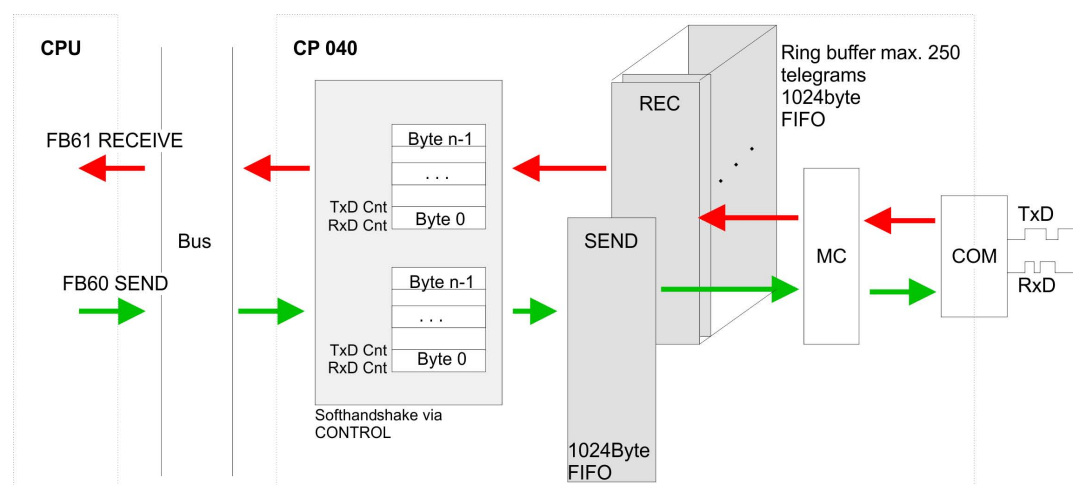 CPU
CP 040
Ring buffer max. 250
telegrams
1024byte
FIFO
REC
FB61 RECEIVE
Byte n-1
. . .
TxD Cnt
RxD Cnt
Byte 0
Bus
SEND
MC
COM
TxD
RxD
FB60 SEND
Byte n-1
. . .
TxD Cnt
RxD Cnt
Byte 0
Softhandshake via
CONTROL
1024Byte
FIFO